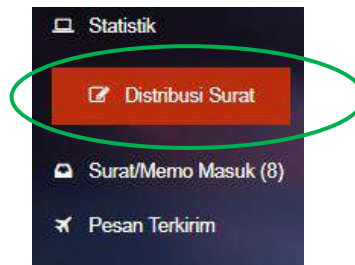 Statistik
Distribusi Surat
Surat/Memo Masuk (8)
Pesan Terkirim